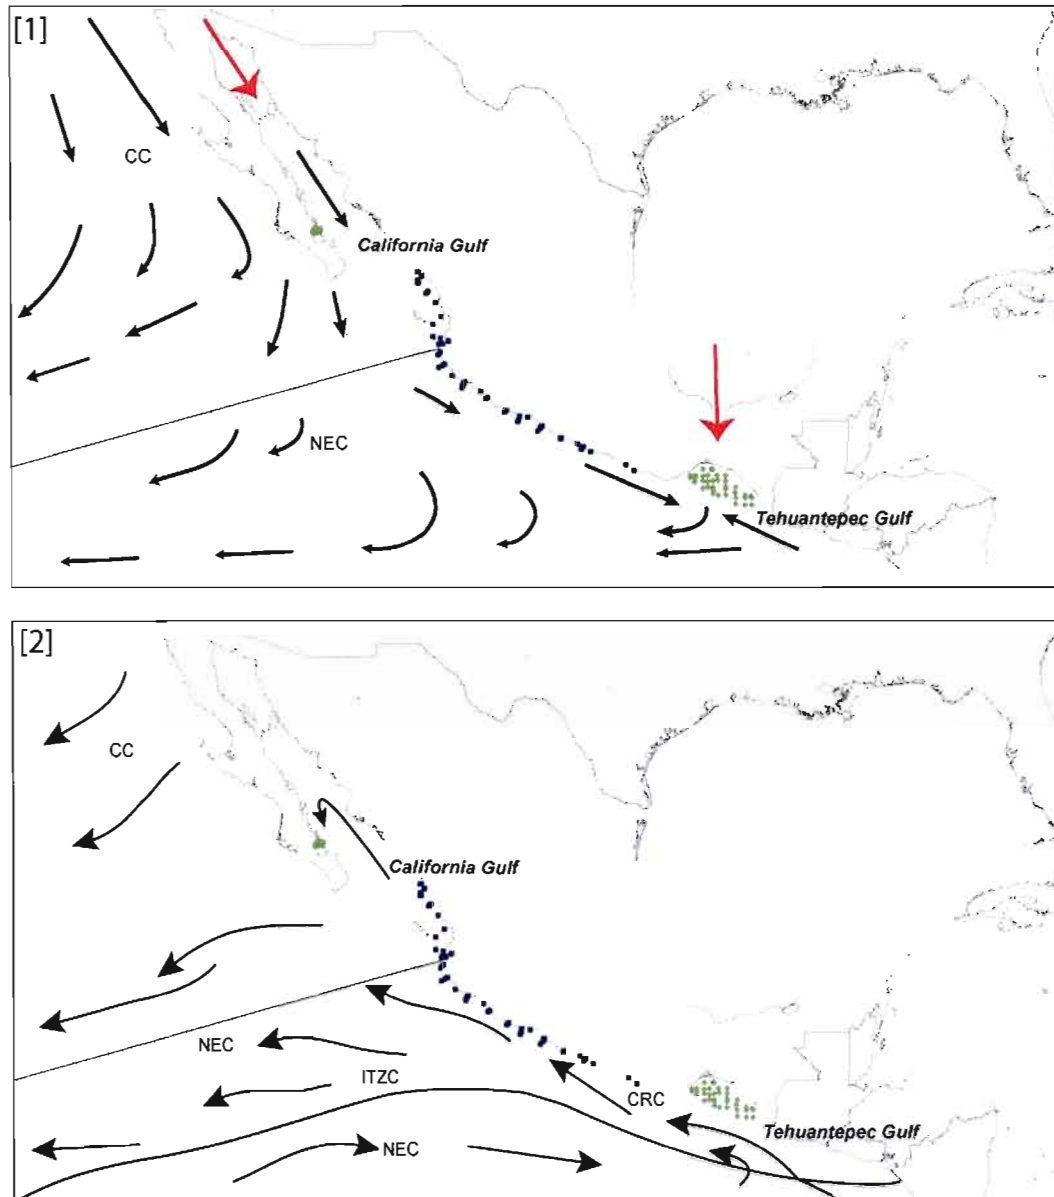 [1]
CC
California Gulf
NEC
Tehuantepec Gulf
[2]
CC
California Gulf
NEC
ITZC
CRC
Tehuantepec Gulf
NEC